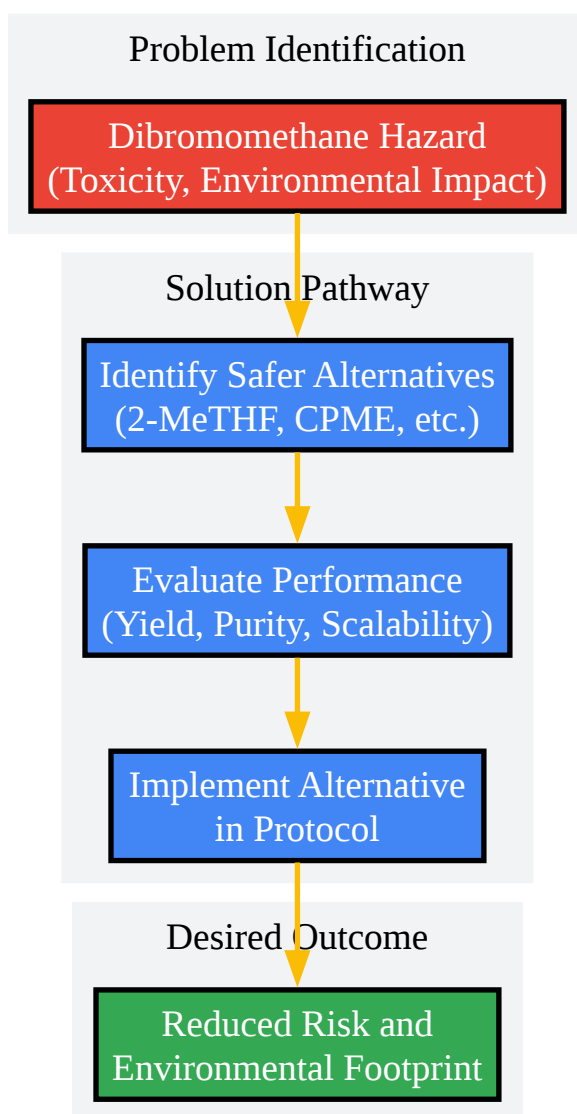 Problem Identification
Dibromomethane Hazard
(Toxicity, Environmental Impact)
Solution Pathway
Identify Safer Alternatives
(2-MeTHF, CPME, etc.)
Evaluate Performance
(Yield, Purity, Scalability)
Implement Alternative
in Protocol
Desired Outcome
Reduced Risk and
Environmental Footprint